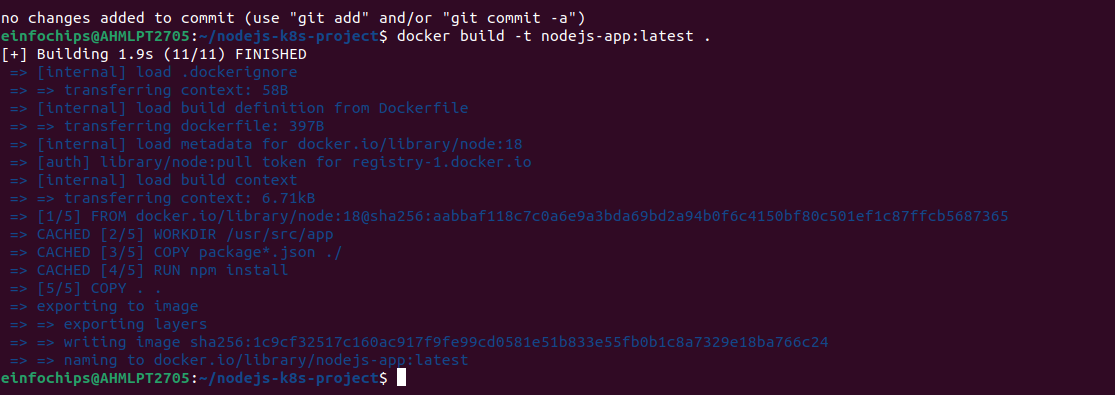 no changes added to commit (use "git add" and/or "git commit -a")
einfochips@AHMLPT2705:~/nodejs-k8s-project$ docker build -t nodejs-app:latest .
[+] Building 1.9s (11/11) FINISHED
=> [internal] load .dockerignore
=> => transferring context: 58B
=> [internal] load build definition from Dockerfile
=> => transferring dockerfile: 397B
=> [internal] load metadata for docker.io/library/node:18
=> [auth] library/node:pull token for registry-1.docker.io
=> [internal] load build context
=> => transferring context: 6.71kB
=> [1/5] FROM docker.io/library/node:18@sha256:aabbaf118c7c0a6e9a3bda69bd2a94b0f6c4150bf80c501ef1c87ffcb5687365
=> CACHED [2/5] WORKDIR /usr/src/app
=> CACHED [3/5] COPY package*.json ./
=> CACHED [4/5] RUN npm install
=> [5/5] COPY . .
=> exporting to image
=> => exporting layers
=> => writing image sha256:1c9cf32517c160ac917f9fe99cd0581e51b833e55fb0b1c8a7329e18ba766c24
=> => naming to docker.io/library/nodejs-app:latest
einfochips@AHMLPT2705:~/nodejs-k8s-project$